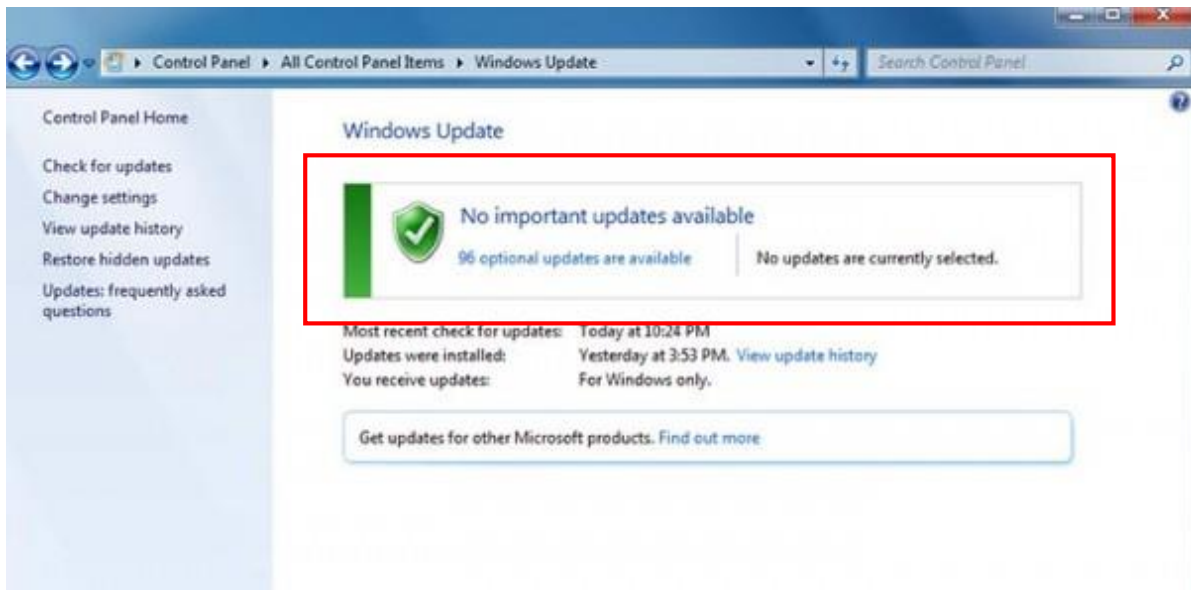 Control Panel ▸ All Control Panel Items ▸ Windows Update
Search Control Panel
Control Panel Home
Check for updates
Change settings
View update history
Restore hidden updates
Updates: frequently asked
questions
Windows Update
No important updates available
96 optional updates are available
No updates are currently selected.
Most recent check for updates: Today at 10:24 PM
Updates were installed: Yesterday at 3:53 PM. View update history
You receive updates: For Windows only.
Get updates for other Microsoft products. Find out more